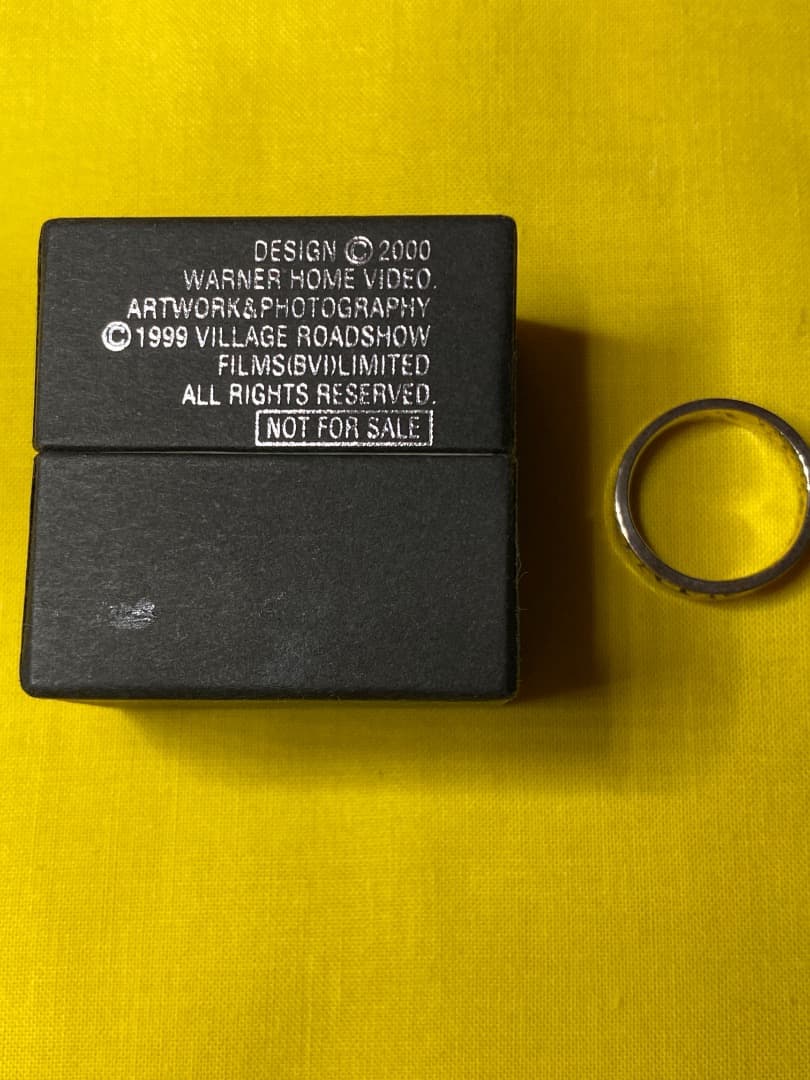 DESIGN © 2000
WARNER HOME VIDEO.
ARTWORK&PHOTOGRAPHY
©1999 VILLAGE ROADSHOW
FILMS(BVI)LIMITED
ALL RIGHTS RESERVED.
NOT FOR SALE